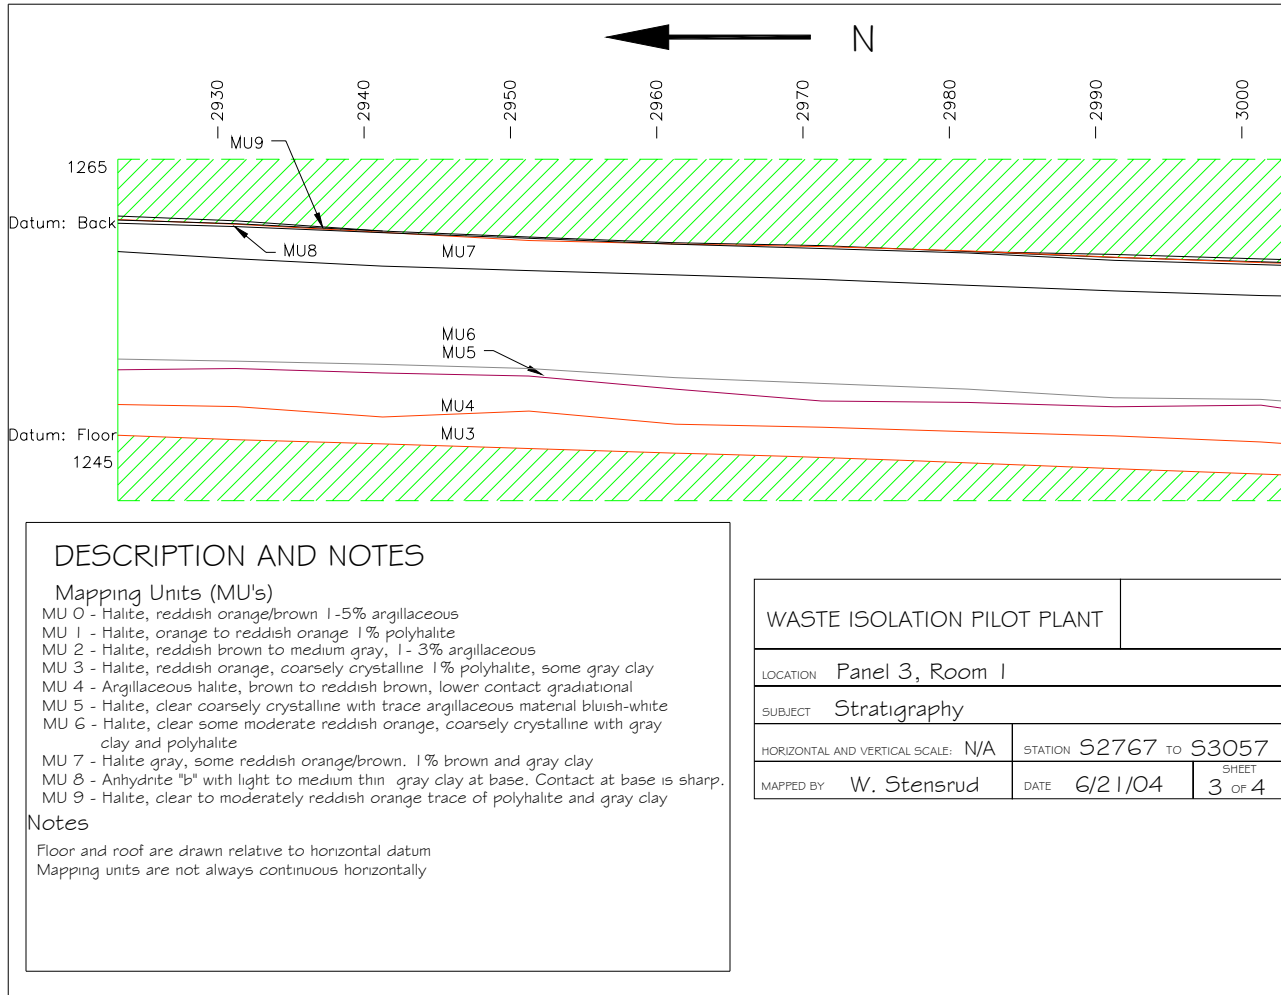 N
2930
2940
2950
2960
2970
2980
2990
3000
MU9
1265
Datum: Back
MU8
MU7
MU6
MU5
MU4
Datum: Floor
MU3
1245
DESCRIPTION AND NOTES
Mapping Units (MU's)
MU 0 - Halite, reddish orange/brown 1-5% argillaceous
MU 1 - Halite, orange to reddish orange 1% polyhalite
MU 2 - Halite, reddish brown to medium gray, 1- 3% argillaceous
MU 3 - Halite, reddish orange, coarsely crystalline 1% polyhalite, some gray clay
MU 4 - Argillaceous halite, brown to reddish brown, lower contact gradiational
MU 5 - Halite, clear coarsely crystalline with trace argillaceous material bluish-white
MU 6 - Halite, clear some moderate reddish orange, coarsely crystalline with gray
clay and polyhalite
MU 7 - Halite gray, some reddish orange/brown. 1% brown and gray clay
MU 8 - Anhydrite "b" with light to medium thin gray clay at base. Contact at base is sharp.
MU 9 - Halite, clear to moderately reddish orange trace of polyhalite and gray clay
Notes
Floor and roof are drawn relative to horizontal datum
Mapping units are not always continuous horizontally
WASTE ISOLATION PILOT PLANT
LOCATION Panel 3, Room 1
SUBJECT Stratigraphy
HORIZONTAL AND VERTICAL SCALE: N/A STATION S2767 TO S3057
MAPPED BY W. Stensrud DATE 6/21/04 SHEET 3 OF 4